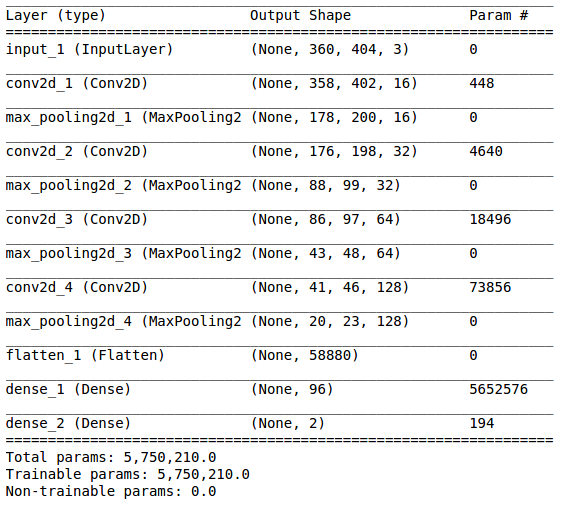 Layer (type) Output Shape Param #
=================================================================
input_1 (InputLayer) (None, 360, 404, 3) 0
conv2d_1 (Conv2D) (None, 358, 402, 16) 448
max_pooling2d_1 (MaxPooling2 (None, 178, 200, 16) 0
conv2d_2 (Conv2D) (None, 176, 198, 32) 4640
max_pooling2d_2 (MaxPooling2 (None, 88, 99, 32) 0
conv2d_3 (Conv2D) (None, 86, 97, 64) 18496
max_pooling2d_3 (MaxPooling2 (None, 43, 48, 64) 0
conv2d_4 (Conv2D) (None, 41, 46, 128) 73856
max_pooling2d_4 (MaxPooling2 (None, 20, 23, 128) 0
flatten_1 (Flatten) (None, 58880) 0
dense_1 (Dense) (None, 96) 5652576
dense_2 (Dense) (None, 2) 194
=================================================================
Total params: 5,750,210.0
Trainable params: 5,750,210.0
Non-trainable params: 0.0